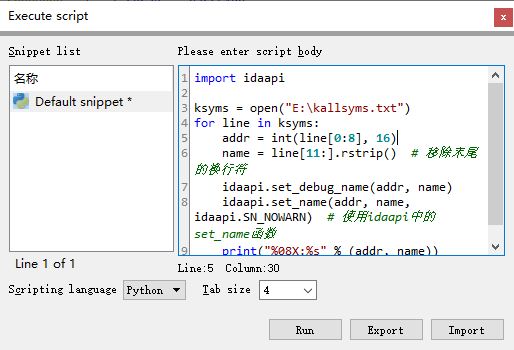 Execute script
Snippet list
Please enter script body
名称
Default snippet *
1 import idaapi
2
3 ksyms = open("E:\kallsyms.txt")
4 for line in ksyms:
5 addr = int(line[0:8], 16)
6 name = line[11:].rstrip() # 移除末尾
的换行符
7 idaapi.set_debug_name(addr, name)
8 idaapi.set_name(addr, name,
idaapi.SN_NOWARN) # 使用idaapi中的
set_name函数
9 print("%08X:%s" % (addr, name))
Line 1 of 1
Line:5 Column:30
Scripting language Python Tab size 4
Run Export Import